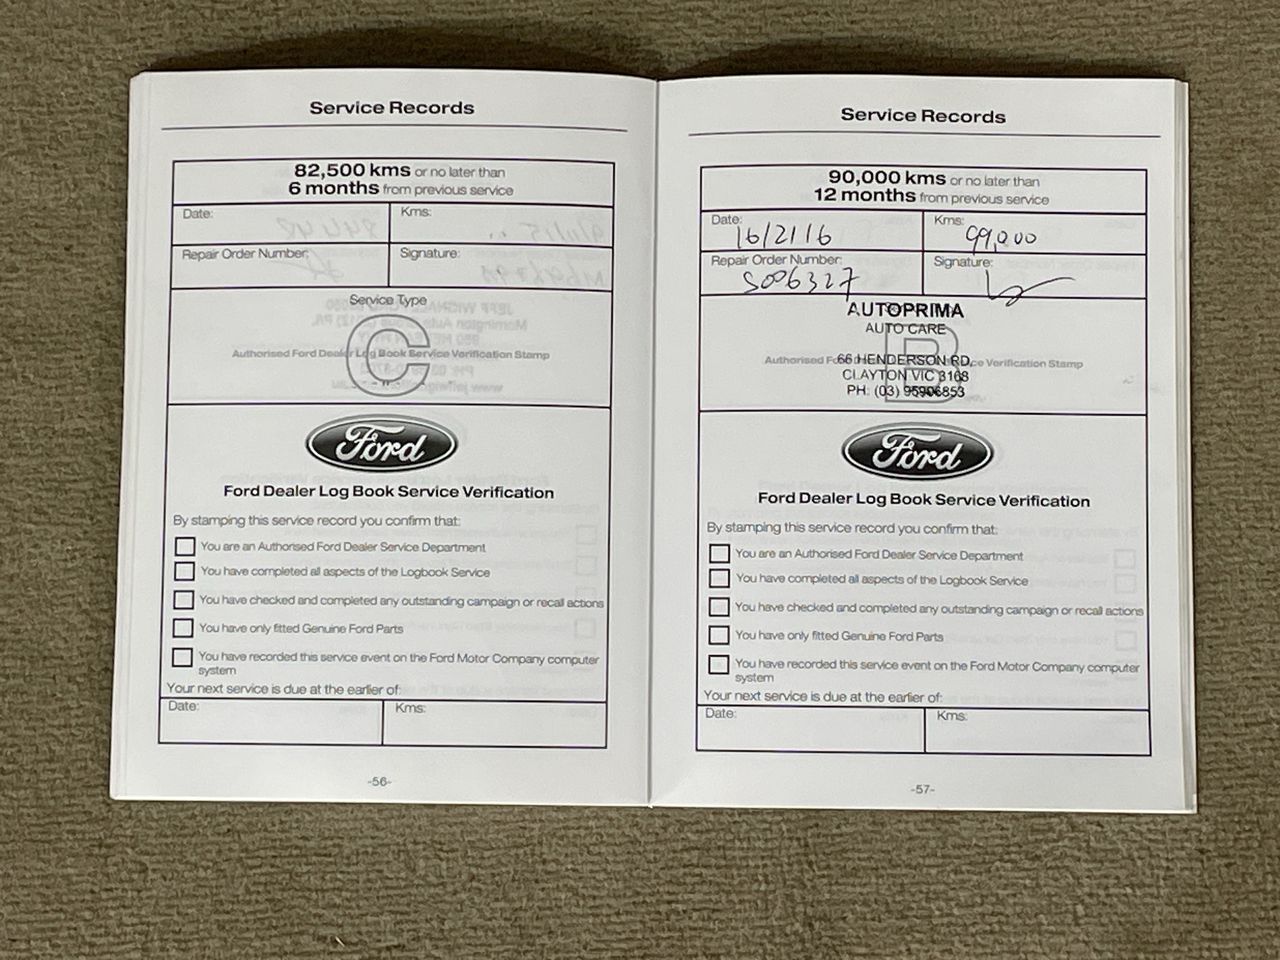 Service Records
82,500 kms or no later than
6 months from previous service
Date:
Kms:
Repair Order Number:
Signature:
Service Type
C
Authorised Ford Dealer Log Book Service Verification Stamp
Ford
Ford Dealer Log Book Service Verification
By stamping this service record you confirm that:
You are an Authorised Ford Dealer Service Department
You have completed all aspects of the Logbook Service
You have checked and completed any outstanding campaign or recall actions
You have only fitted Genuine Ford Parts
You have recorded this service event on the Ford Motor Company computer
system
Your next service is due at the earlier of:
Date:
Kms:
-56-
Service Records
90,000 kms or no later than
12 months from previous service
Date: 16/2/16
Kms: 99,000
Repair Order Number: S006327
Signature:
AUTOPRIMA
AUTO CARE
B
Authorised Fo
ce Verification Stamp
66 HENDERSON RD,
CLAYTON VIC 3168
PH: (03) 95906853
Ford
Ford Dealer Log Book Service Verification
By stamping this service record you confirm that:
You are an Authorised Ford Dealer Service Department
You have completed all aspects of the Logbook Service
You have checked and completed any outstanding campaign or recall actions
You have only fitted Genuine Ford Parts
You have recorded this service event on the Ford Motor Company computer
system
Your next service is due at the earlier of:
Date:
Kms:
-57-